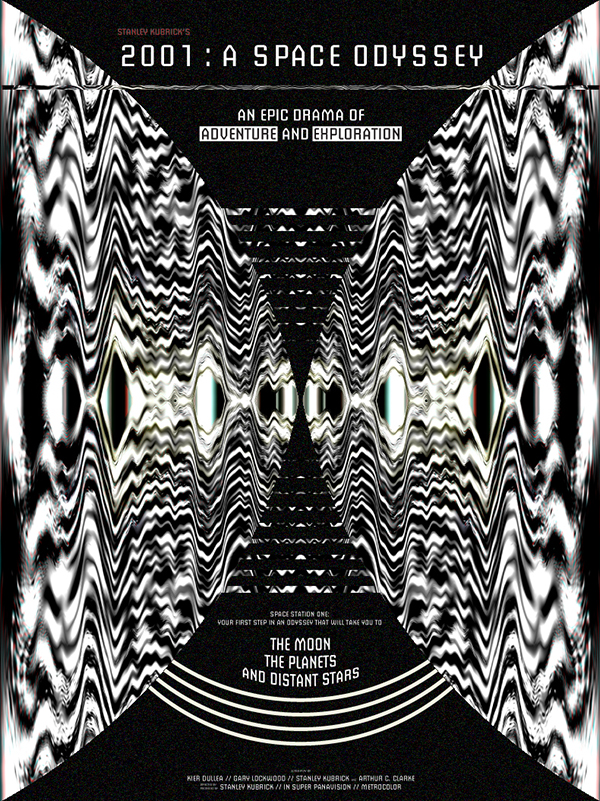 STANLEY KUBRICK'S
2001: A SPACE ODYSSEY
AN EPIC DRAMA OF
ADVENTURE AND EXPLORATION
SPACE STATION ONE:
YOUR FIRST STEP IN AN ODYSSEY THAT WILL TAKE YOU TO
THE MOON
THE PLANETS
AND DISTANT STARS
KIER DULLEA // GARY LOCKWOOD // STANLEY KUBRICK AND ARTHUR C. CLARKE
STANLEY KUBRICK // IN SUPER PANAVISION // METROCOLOR